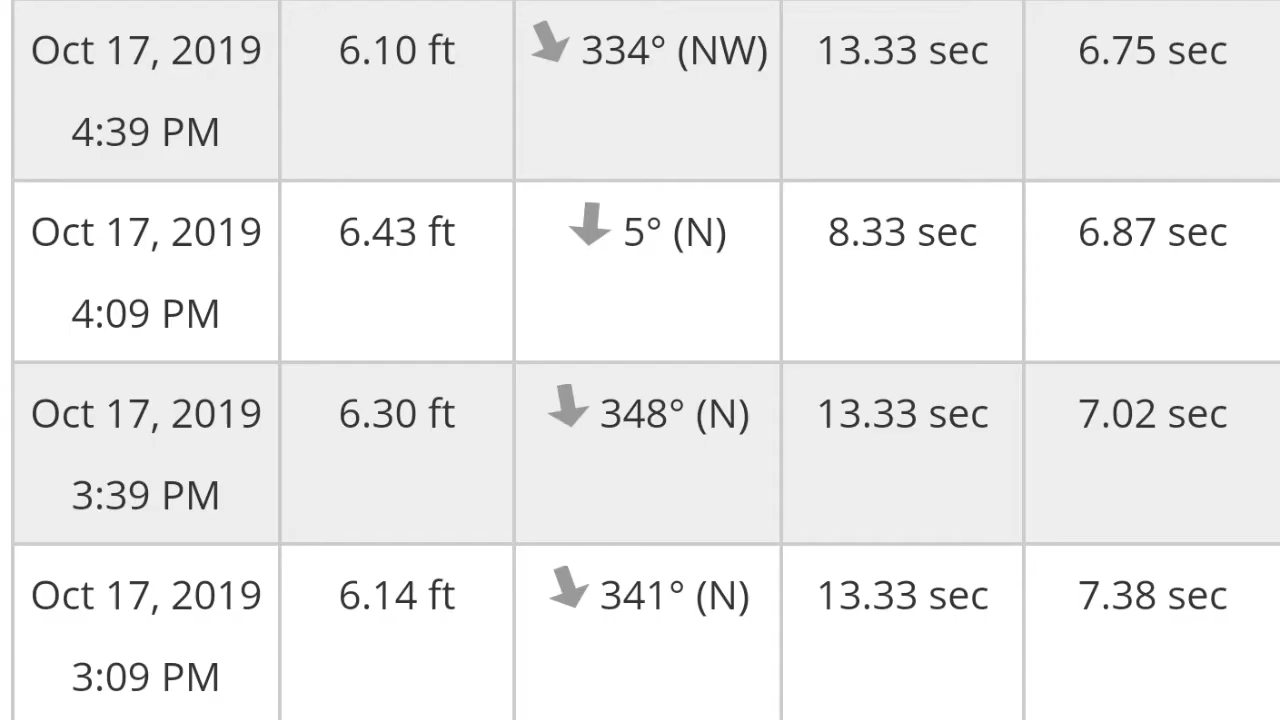 Oct 17, 2019 6.10 ft 334° (NW) 13.33 sec 6.75 sec
4:39 PM
Oct 17, 2019 6.43 ft 5° (N) 8.33 sec 6.87 sec
4:09 PM
Oct 17, 2019 6.30 ft 348° (N) 13.33 sec 7.02 sec
3:39 PM
Oct 17, 2019 6.14 ft 341° (N) 13.33 sec 7.38 sec
3:09 PM